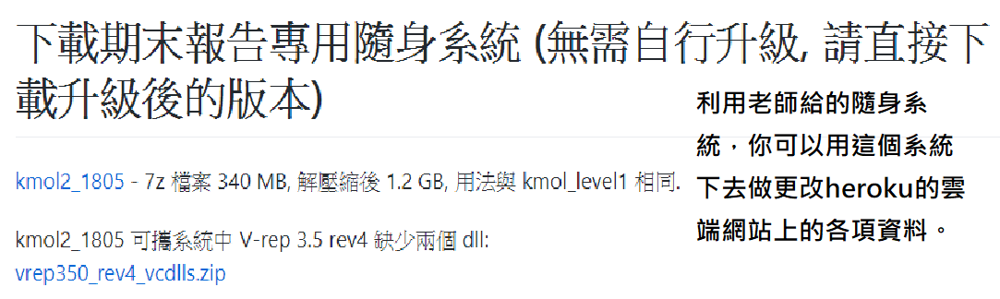 下載期末報告專用隨身系統 (無需自行升級, 請直接下
載升級後的版本)
kmol2_1805 - 7z 檔案 340 MB, 解壓縮後 1.2 GB, 用法與 kmol_level1 相同.
kmol2_1805 可攜系統中 V-rep 3.5 rev4 缺少兩個 dll:
vrep350_rev4_vcdlls.zip
利用老師給的隨身系
統，你可以用這個系統
下去做更改heroku的雲
端網站上的各項資料。